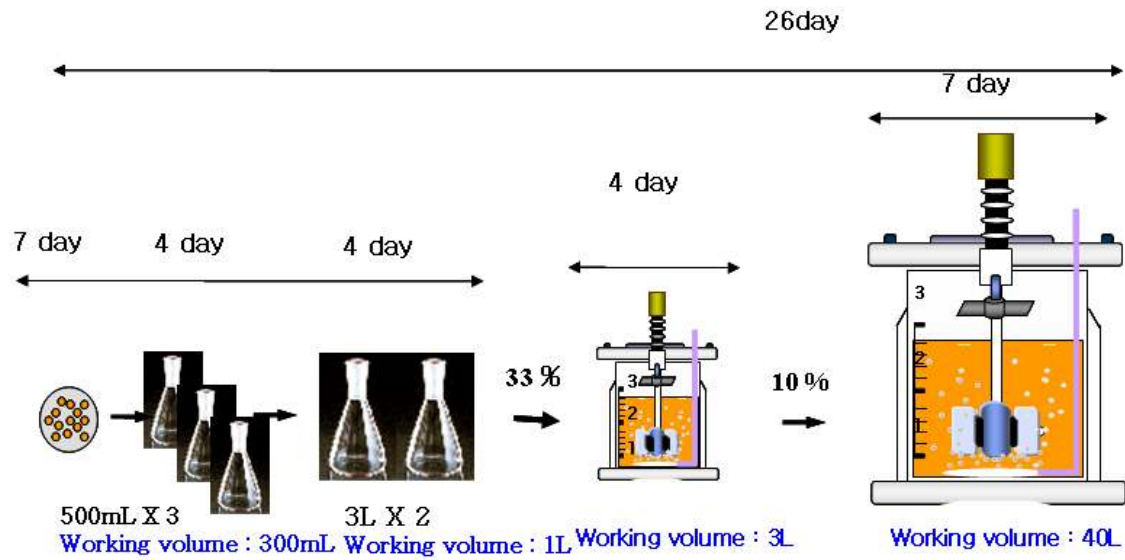 26day
7 day
4 day
7 day
4 day
4 day
33 %
10 %
3
2
1
3
2
1
500mL X 3
3L X 2
Working volume : 300mL
Working volume : 1L
Working volume : 3L
Working volume : 40L